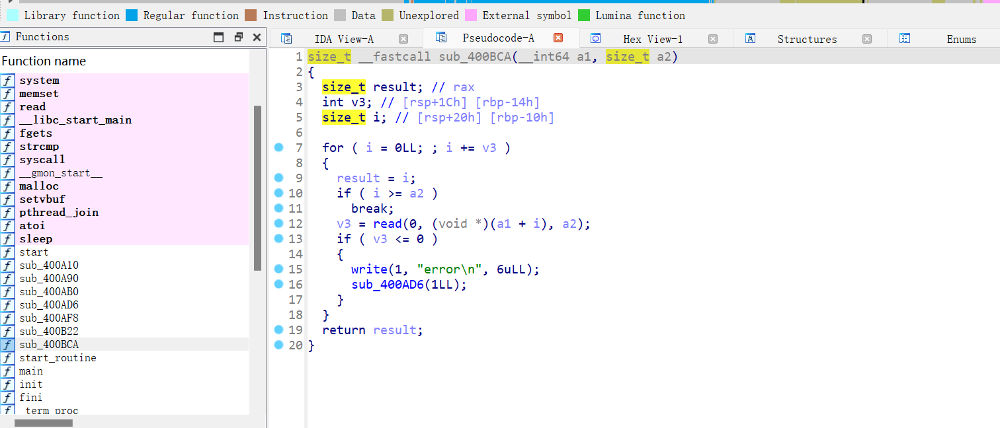 Library function Regular function Instruction Data Unexplored External symbol Lumina function
Functions
IDA View-A Pseudocode-A Hex View-1 Structures Enums
Function name
system
memset
read
__libc_start_main
fgets
strcmp
syscall
__gmon_start__
malloc
setvbuf
pthread_join
atoi
sleep
start
sub_400A10
sub_400A90
sub_400AB0
sub_400AD6
sub_400AF8
sub_400B22
sub_400BCA
start_routine
main
init
fini
term_proc
1 size_t __fastcall sub_400BCA(__int64 a1, size_t a2)
2 {
3 size_t result; // rax
4 int v3; // [rsp+1Ch] [rbp-14h]
5 size_t i; // [rsp+20h] [rbp-10h]
6
7 for ( i = 0LL; ; i += v3 )
8 {
9 result = i;
10 if ( i >= a2 )
11 break;
12 v3 = read(0, (void *)(a1 + i), a2);
13 if ( v3 <= 0 )
14 {
15 write(1, "error\n", 6uLL);
16 sub_400AD6(1LL);
17 }
18 }
19 return result;
20 }